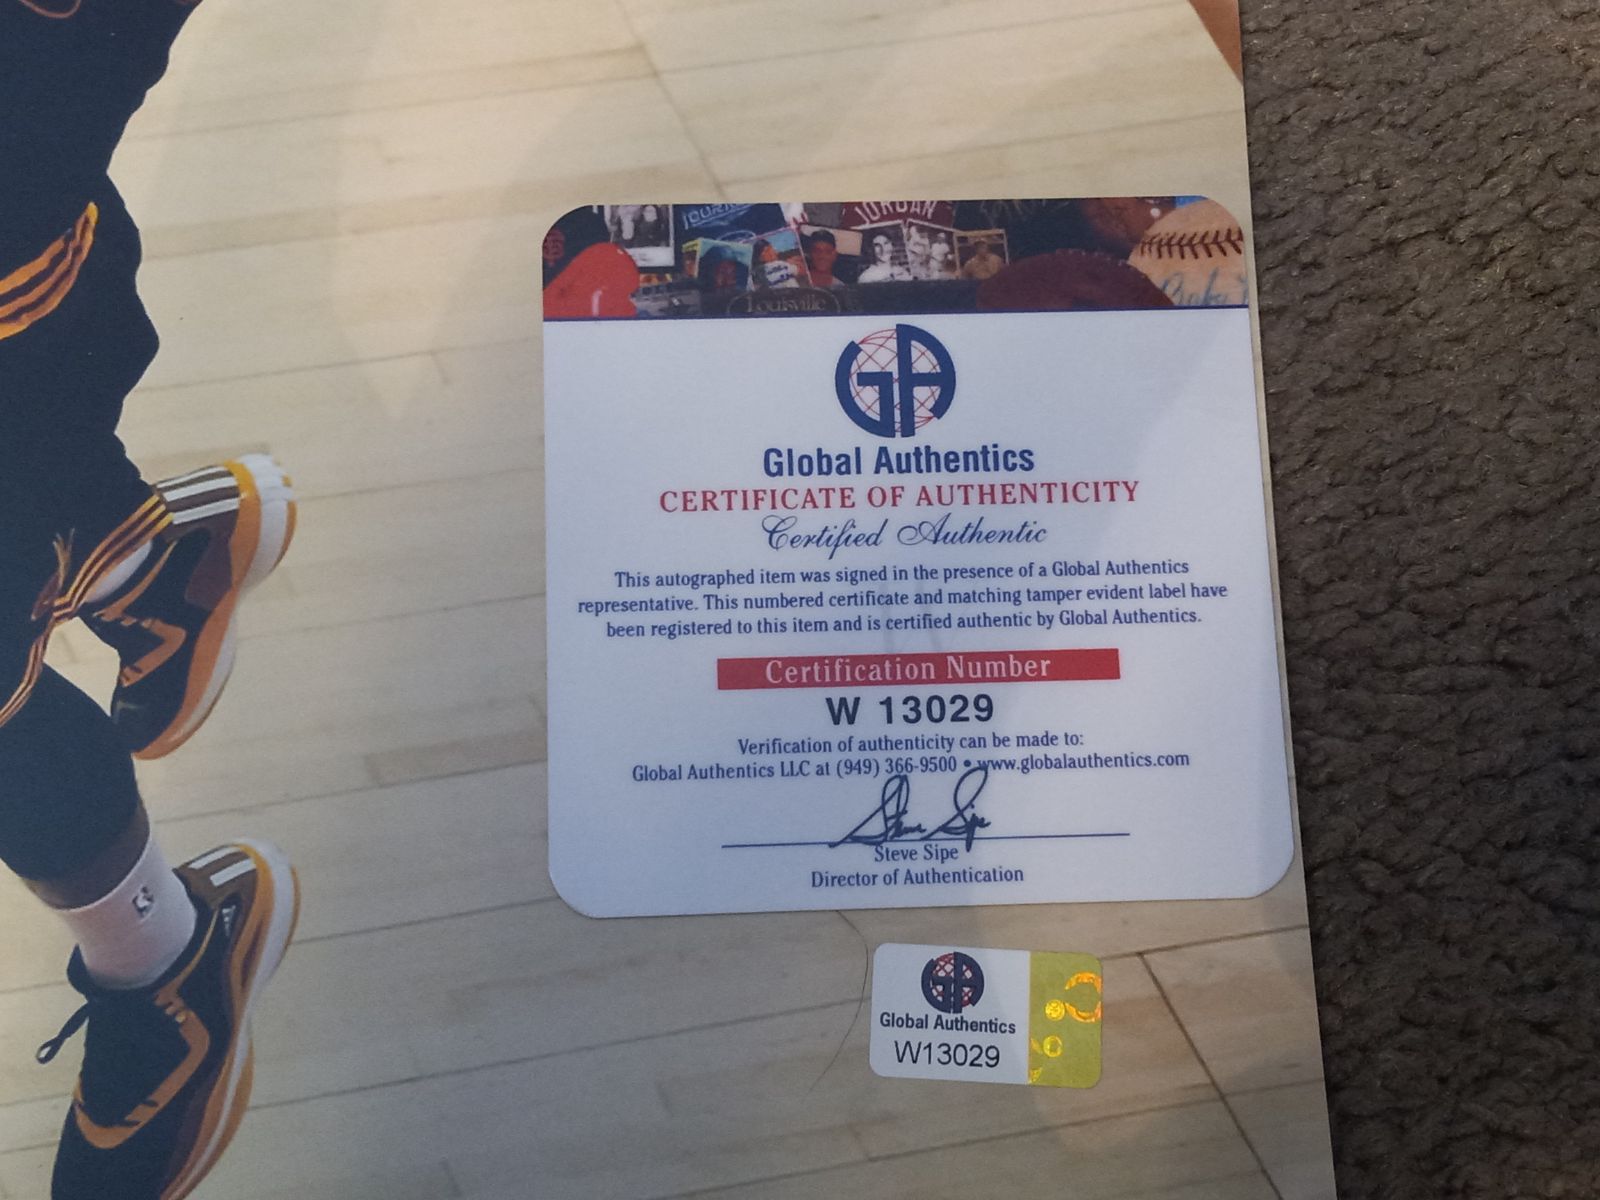 JORDAN
Louisville
GA
Global Authentics
CERTIFICATE OF AUTHENTICITY
Certified Authentic
This autographed item was signed in the presence of a Global Authentics
representative. This numbered certificate and matching tamper evident label have
been registered to this item and is certified authentic by Global Authentics.
Certification Number
W 13029
Verification of authenticity can be made to:
Global Authentics LLC at (949) 366-9500 • www.globalauthentics.com
Steve Sipe
Steve Sipe
Director of Authentication
GA
Global Authentics
W13029